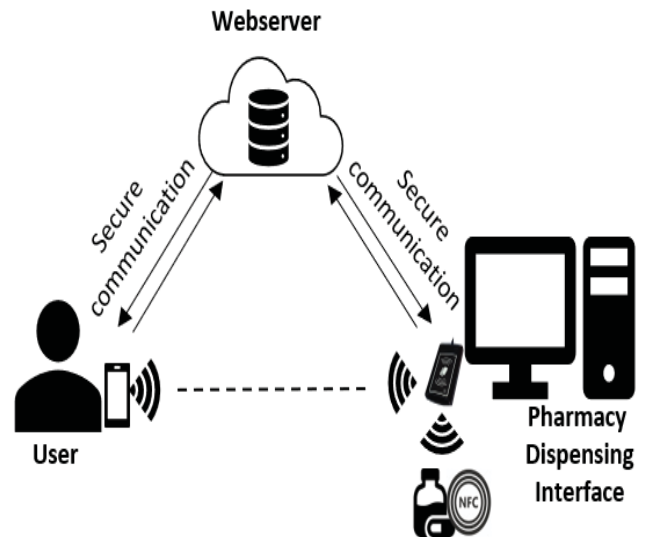 Webserver
Secure
communication
Secure
communication
User
Pharmacy
Dispensing
Interface
NFC